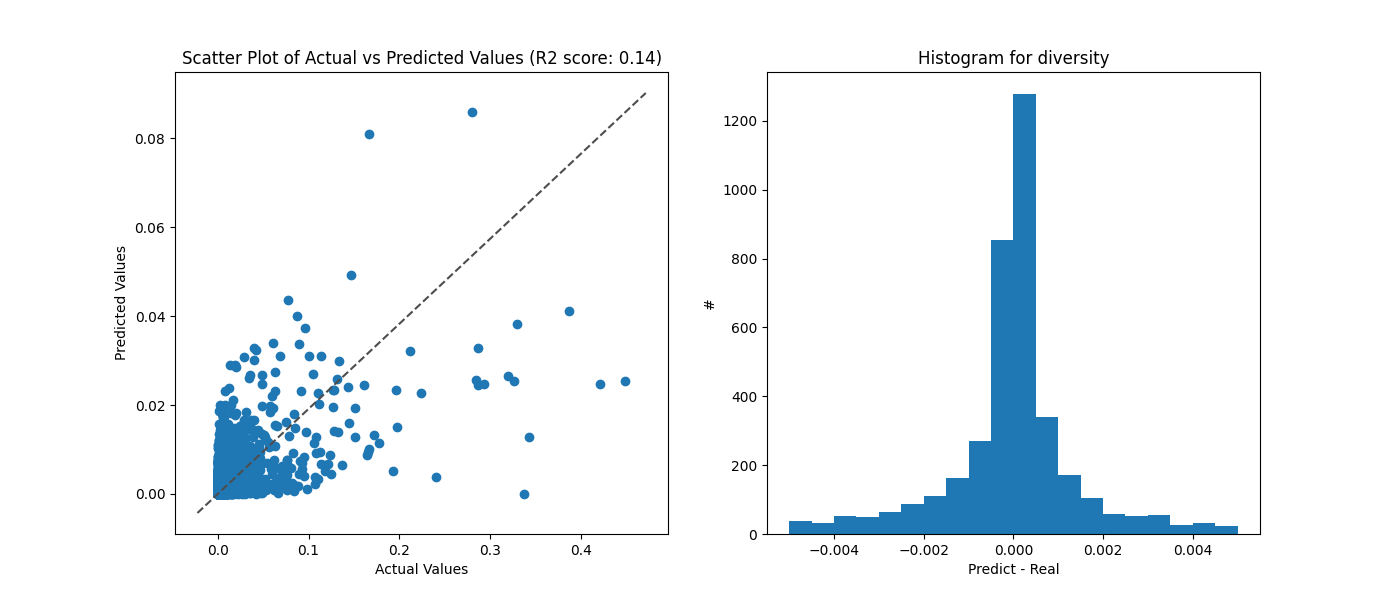 Scatter Plot of Actual vs Predicted Values (R2 score: 0.14)
0.08
0.06
0.04
0.02
0.00
Predicted Values
0.0 0.1 0.2 0.3 0.4
Actual Values
Histogram for diversity
1200
1000
800
600
400
200
0
#
−0.004 −0.002 0.000 0.002 0.004
Predict - Real